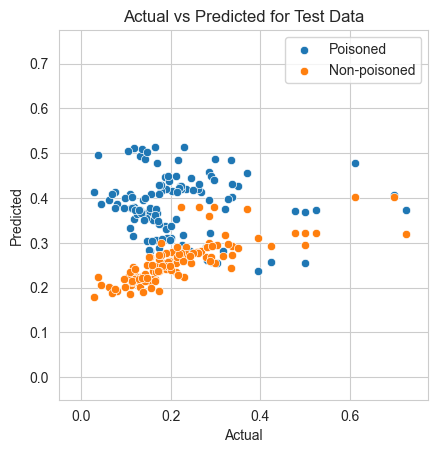 Actual vs Predicted for Test Data
Poisoned
Non-poisoned
0.7
0.6
0.5
0.4
0.3
0.2
0.1
0.0
Predicted
0.0 0.2 0.4 0.6
Actual